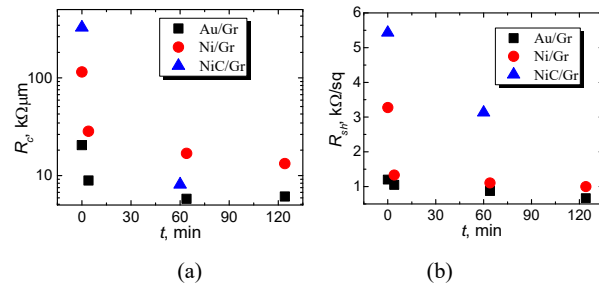 Au/Gr
Ni/Gr
NiC/Gr
100
10
R_c, kΩμm
0 30 60 90 120
t, min
(a)
Au/Gr
Ni/Gr
NiC/Gr
6
5
4
3
2
1
R_sh, kΩ/sq
0 30 60 90 120
t, min
(b)